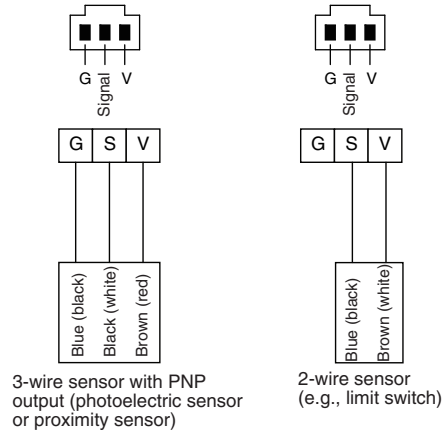 G Signal V
G S V
Blue (black)
Black (white)
Brown (red)
3-wire sensor with PNP
output (photoelectric sensor
or proximity sensor)
G Signal V
G S V
Blue (black)
Brown (white)
2-wire sensor
(e.g., limit switch)